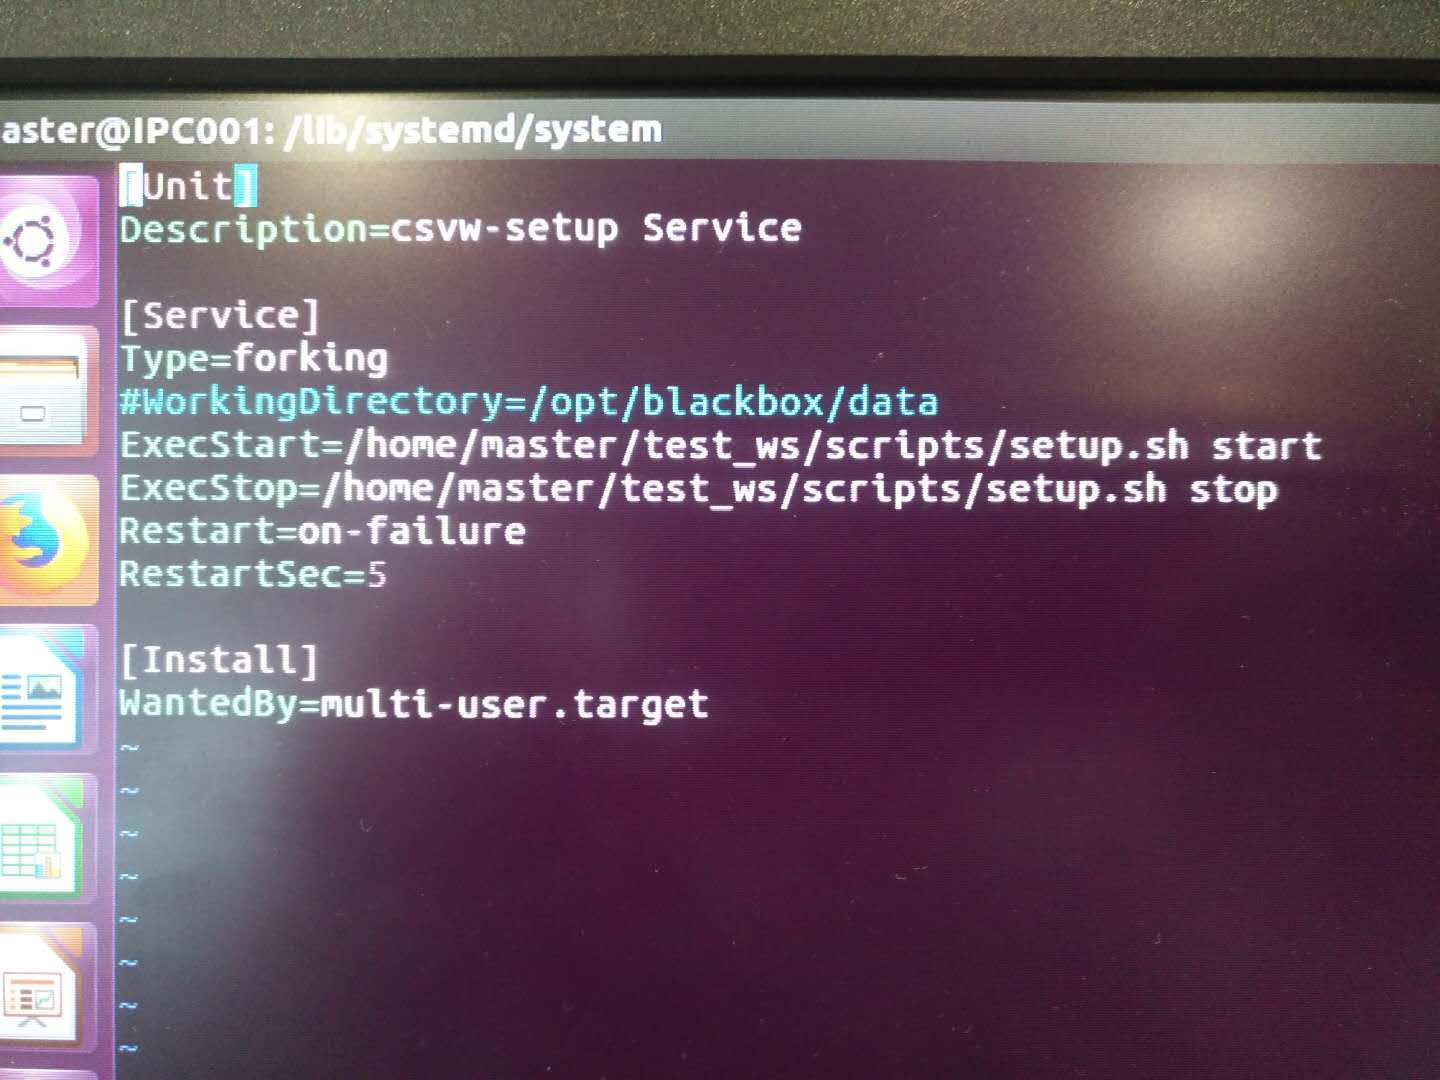 aster@IPC001: /lib/systemd/system
[Unit]
Description=csvw-setup Service
[Service]
Type=forking
#WorkingDirectory=/opt/blackbox/data
ExecStart=/home/master/test_ws/scripts/setup.sh start
ExecStop=/home/master/test_ws/scripts/setup.sh stop
Restart=on-failure
RestartSec=5
[Install]
WantedBy=multi-user.target
~
~
~
~
~
~
~
~